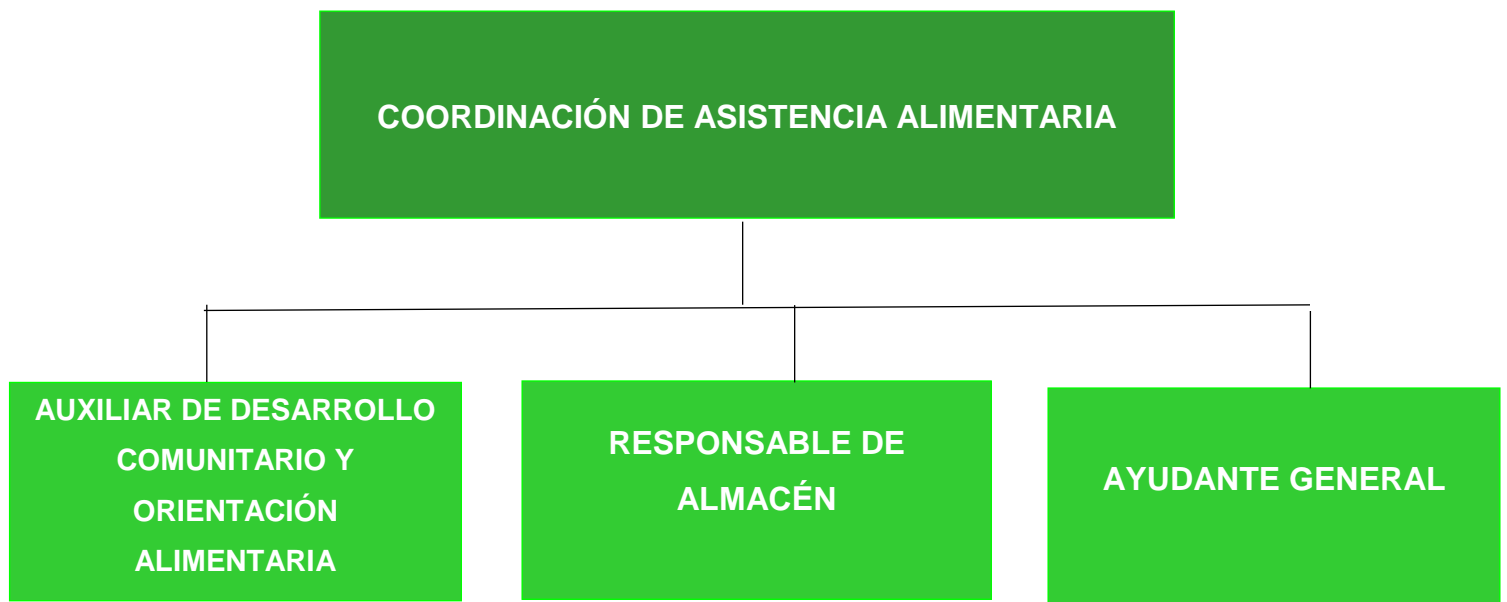 COORDINACIÓN DE ASISTENCIA ALIMENTARIA
AUXILIAR DE DESARROLLO
COMUNITARIO Y
ORIENTACIÓN
ALIMENTARIA
RESPONSABLE DE
ALMACÉN
AYUDANTE GENERAL